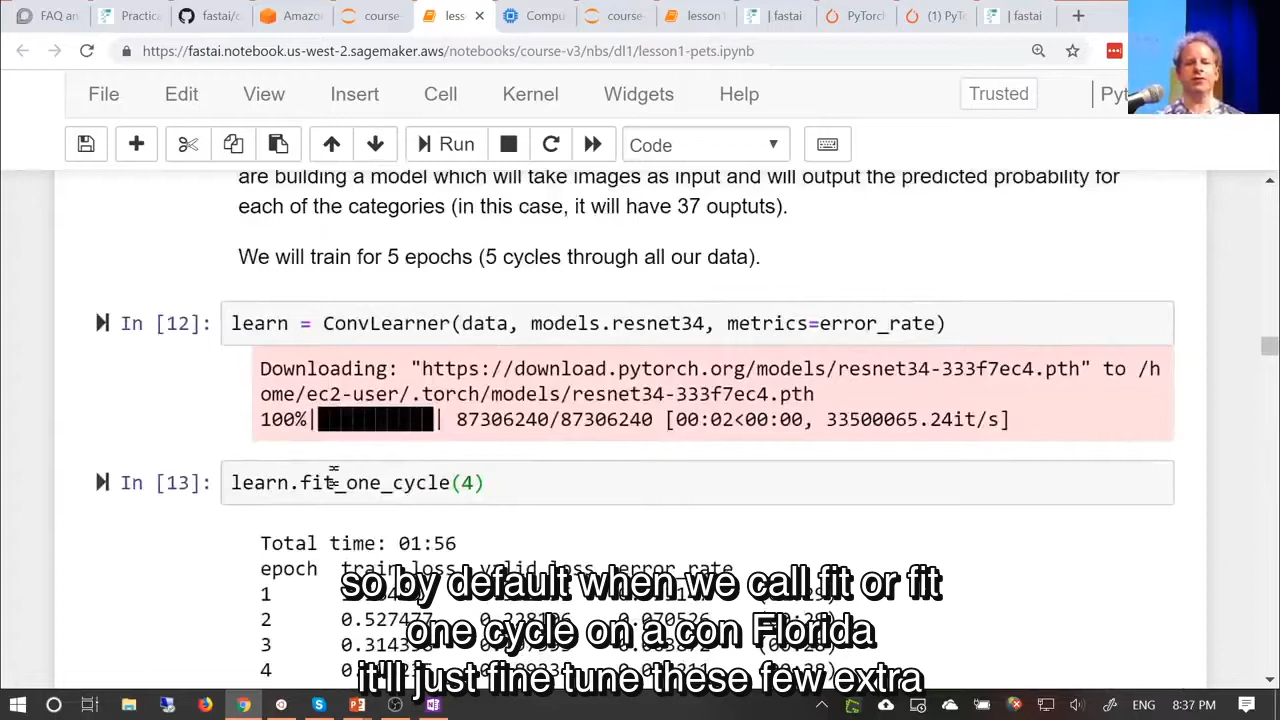 FAQ an
Practica
fastai/c
Amazor
course
less
Compu
course-
lesson1
| fastai
PyTorch
(1) PyTo
| fastai
https://fastai.notebook.us-west-2.sagemaker.aws/notebooks/course-v3/nbs/dl1/lesson1-pets.ipynb
File Edit View Insert Cell Kernel Widgets Help Trusted Pyt
Run Code
are building a model which will take images as input and will output the predicted probability for
each of the categories (in this case, it will have 37 ouptuts).
We will train for 5 epochs (5 cycles through all our data).
In [12]: learn = ConvLearner(data, models.resnet34, metrics=error_rate)
Downloading: "https://download.pytorch.org/models/resnet34-333f7ec4.pth" to /h
ome/ec2-user/.torch/models/resnet34-333f7ec4.pth
100%| | 87306240/87306240 [00:02<00:00, 33500065.24it/s]
In [13]: learn.fit_one_cycle(4)
Total time: 01:56
epoch train_loss valid_loss error_rate
1
2 0.527477
3
4
so by default when we call fit or fit
one cycle on a con Florida
it'll just fine tune these few extra
8:37 PM